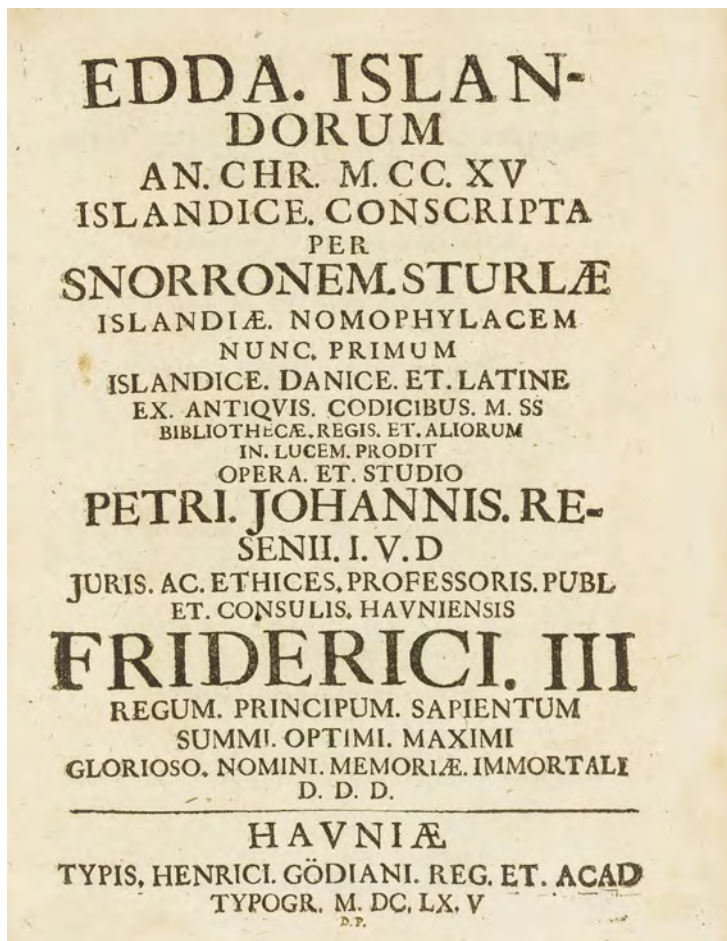 EDDA. ISLAN-
DORUM
AN. CHR. M. CC. XV
ISLANDICE. CONSCRIPTA
PER
SNORRONEM. STURLÆ
ISLANDIÆ. NOMOPHYLACEM
NUNC. PRIMUM
ISLANDICE. DANICE. ET. LATINE
EX. ANTIQVIS. CODICIBUS. M. SS
BIBLIOTHECÆ. REGIS. ET. ALIORUM
IN. LUCEM. PRODIT
OPERA. ET. STUDIO
PETRI. JOHANNIS. RE-
SENII. I. V. D
JURIS. AC. ETHICES. PROFESSORIS. PUBL
ET. CONSULIS. HAVNIENSIS
FRIDERICI. III
REGUM. PRINCIPUM. SAPIENTUM
SUMMI. OPTIMI. MAXIMI
GLORIOSO. NOMINI. MEMORIÆ. IMMORTALI
D. D. D.
HAVNIÆ
TYPIS. HENRICI. GÖDIANI. REG. ET. ACAD
TYPOGR. M. DC. LX. V
D.P.